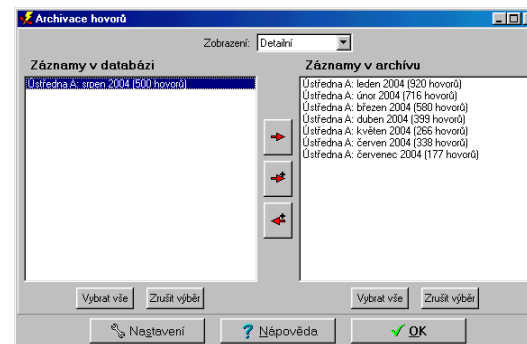 Archivace hovorů
Zobrazení: Detailní
Záznamy v databázi
Ústředna A: srpen 2004 (500 hovorů)
Záznamy v archívu
Ústředna A: leden 2004 (920 hovorů)
Ústředna A: únor 2004 (716 hovorů)
Ústředna A: březen 2004 (580 hovorů)
Ústředna A: duben 2004 (399 hovorů)
Ústředna A: květen 2004 (266 hovorů)
Ústředna A: červen 2004 (338 hovorů)
Ústředna A: červenec 2004 (177 hovorů)
Vybrat vše Zrušit výběr
Vybrat vše Zrušit výběr
Nastavení Nápověda OK